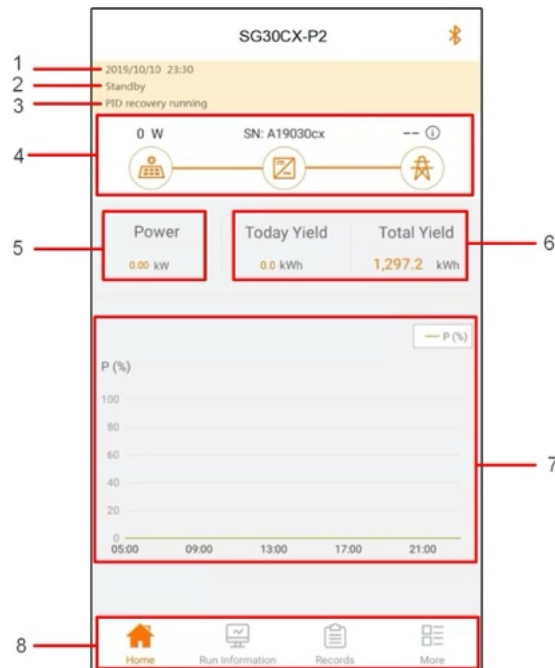 SG30CX-P2
1
2019/10/10 23:30
2
Standby
3
PID recovery running
4
0 W SN: A19030cx --
5
6
Power Today Yield Total Yield
0.00 kW 0.0 kWh 1,297.2 kWh
7
P (%)
P (%)
100
80
60
40
20
0
05:00 09:00 13:00 17:00 21:00
8
Home Run Information Records More